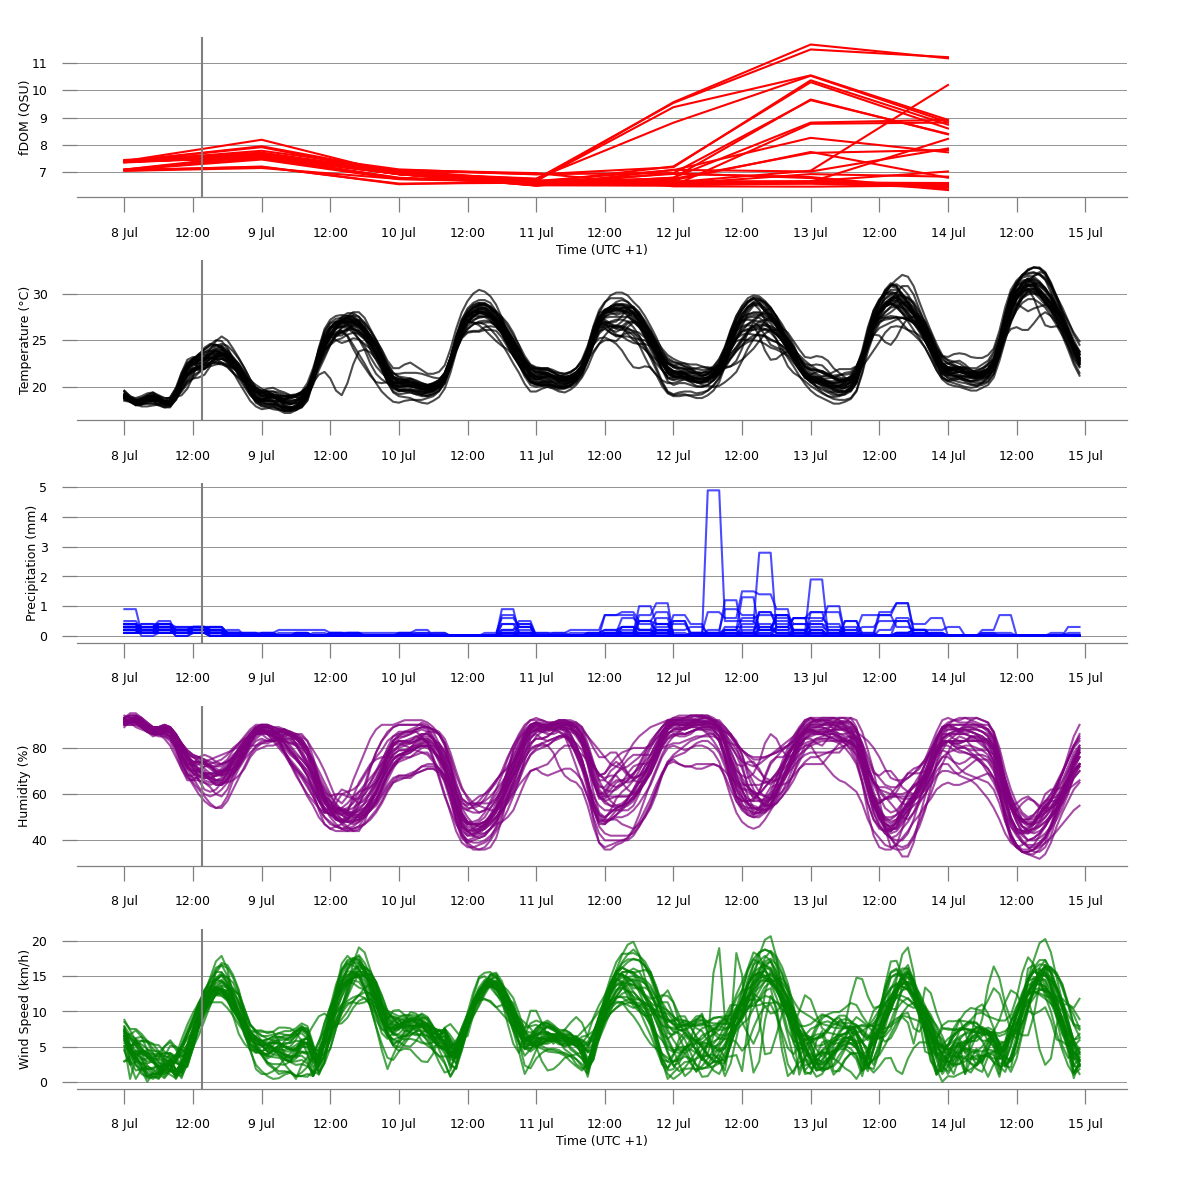 fDOM (QSU)
11
10
9
8
7
8 Jul 12:00 9 Jul 12:00 10 Jul 12:00 11 Jul 12:00 12 Jul 12:00 13 Jul 12:00 14 Jul 12:00 15 Jul
Time (UTC +1)
Temperature (°C)
30
25
20
8 Jul 12:00 9 Jul 12:00 10 Jul 12:00 11 Jul 12:00 12 Jul 12:00 13 Jul 12:00 14 Jul 12:00 15 Jul
Precipitation (mm)
5
4
3
2
1
0
8 Jul 12:00 9 Jul 12:00 10 Jul 12:00 11 Jul 12:00 12 Jul 12:00 13 Jul 12:00 14 Jul 12:00 15 Jul
Humidity (%)
80
60
40
8 Jul 12:00 9 Jul 12:00 10 Jul 12:00 11 Jul 12:00 12 Jul 12:00 13 Jul 12:00 14 Jul 12:00 15 Jul
Wind Speed (km/h)
20
15
10
5
0
8 Jul 12:00 9 Jul 12:00 10 Jul 12:00 11 Jul 12:00 12 Jul 12:00 13 Jul 12:00 14 Jul 12:00 15 Jul
Time (UTC +1)